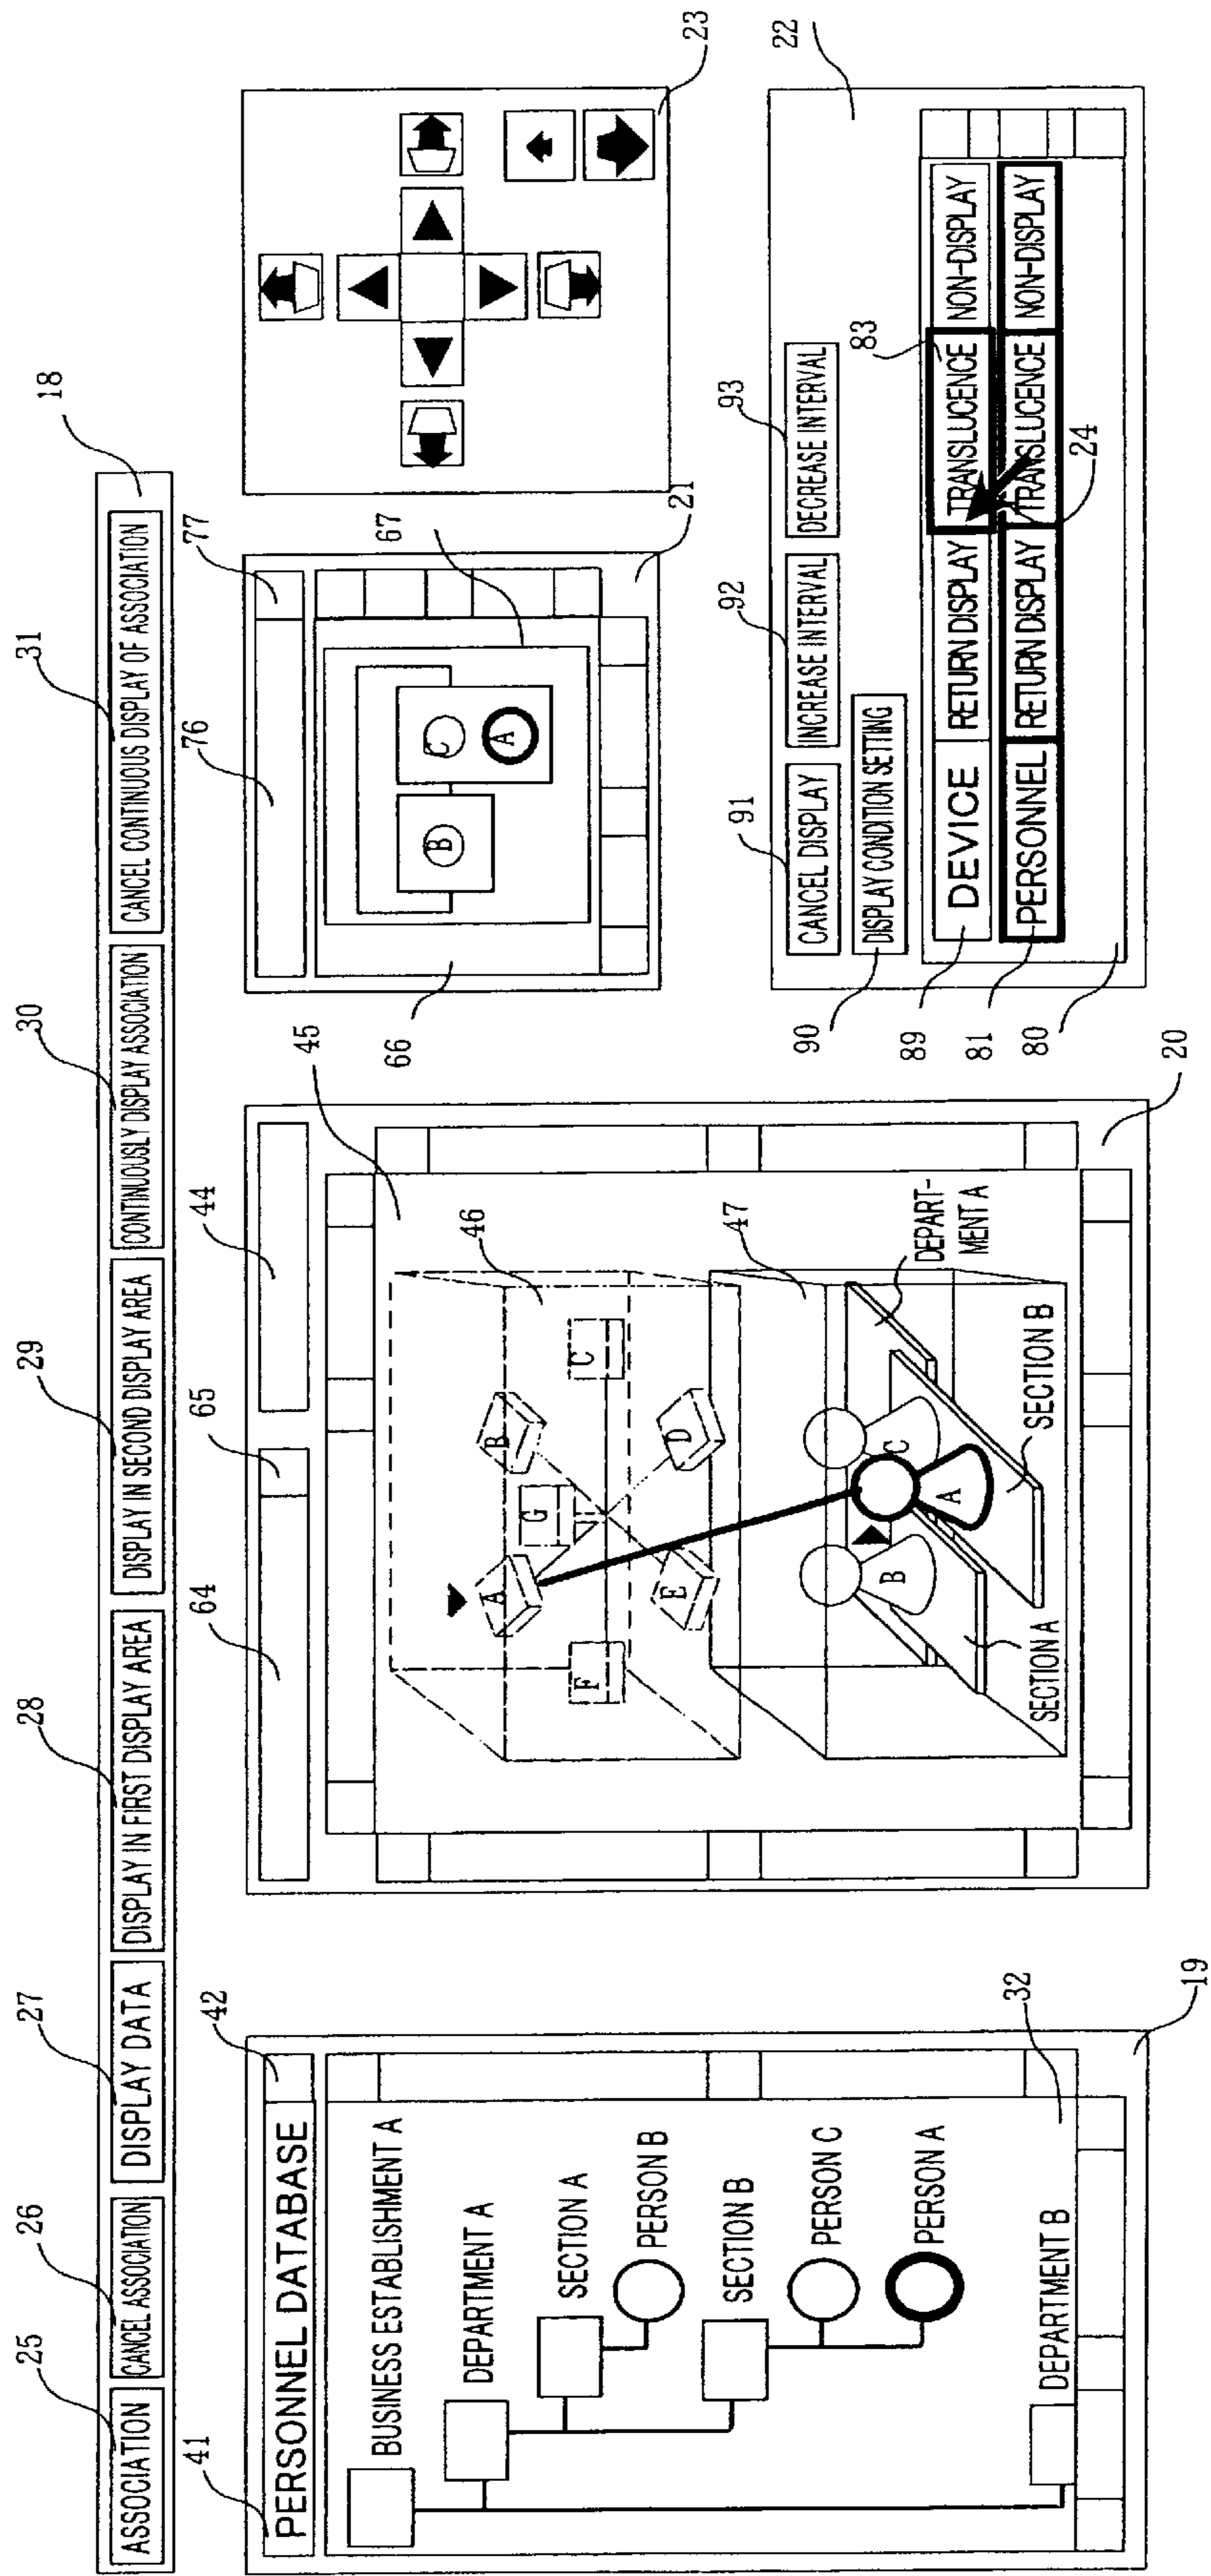 25
26
27
28
29
30
31
18
ASSOCIATION
CANCEL ASSOCIATION
DISPLAY DATA
DISPLAY IN FIRST DISPLAY AREA
DISPLAY IN SECOND DISPLAY AREA
CONTINUOUSLY DISPLAY ASSOCIATION
CANCEL CONTINUOUS DISPLAY OF ASSOCIATION
41
42
PERSONNEL DATABASE
BUSINESS ESTABLISHMENT A
DEPARTMENT A
SECTION A
PERSON B
SECTION B
PERSON C
PERSON A
DEPARTMENT B
32
19
64
65
44
45
46
A
B
G
F
C
E
D
47
B
C
A
DEPART-
MENT A
SECTION A
SECTION B
20
76
77
66
B
C
A
67
21
23
22
91
92
93
CANCEL DISPLAY
INCREASE INTERVAL
DECREASE INTERVAL
90
DISPLAY CONDITION SETTING
83
89
DEVICE
RETURN DISPLAY
TRANSLUCENCE
NON-DISPLAY
81
PERSONNEL
RETURN DISPLAY
TRANSLUCENCE
NON-DISPLAY
80
24